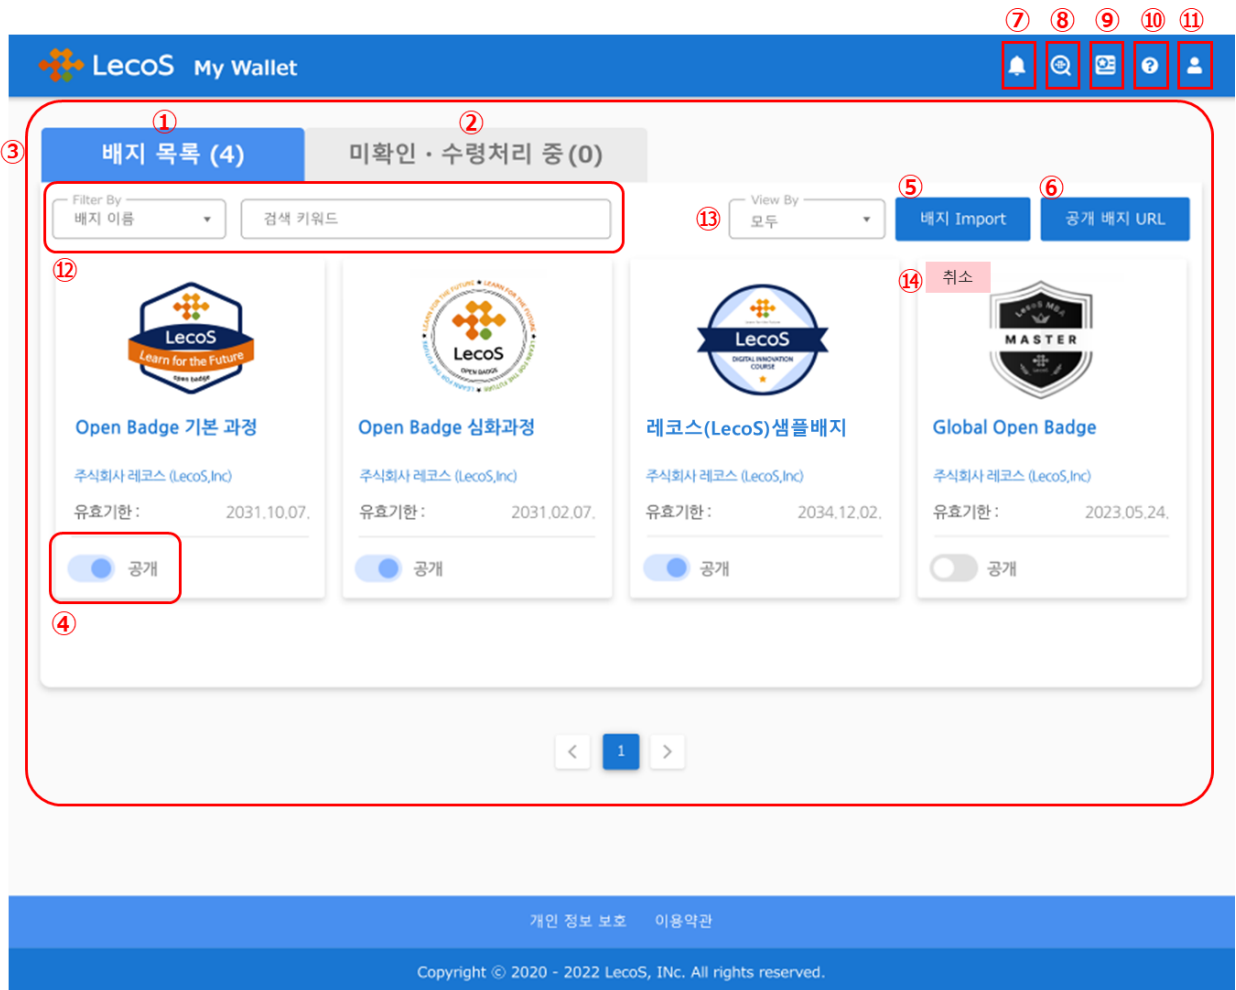 ⑦ ⑧ ⑨ ⑩ ⑪
LecoS My Wallet
① ②
③ 배지 목록 (4) 미확인 · 수령처리 중 (0)
⑤ ⑥
Filter By View By
배지 이름 검색 키워드 ⑬ 모두 배지 Import 공개 배지 URL
⑫ ⑭ 취소
LecoS
Learn for the Future
open badge
LEARN FOR THE FUTURE
LecoS
OPEN BADGE
LecoS
DIGITAL INNOVATION
COURSE
LecoS MBA
MASTER
Open Badge 기본 과정 Open Badge 심화과정 레코스(LecoS)샘플배지 Global Open Badge
주식회사 레코스 (LecoS,Inc) 주식회사 레코스 (LecoS,Inc) 주식회사 레코스 (LecoS,Inc) 주식회사 레코스 (LecoS,Inc)
유효기한 : 2031.10.07. 유효기한 : 2031.02.07. 유효기한 : 2034.12.02. 유효기한 : 2023.05.24.
공개 공개 공개 공개
④
< 1 >
개인 정보 보호 이용약관
Copyright © 2020 - 2022 LecoS, INc. All rights reserved.